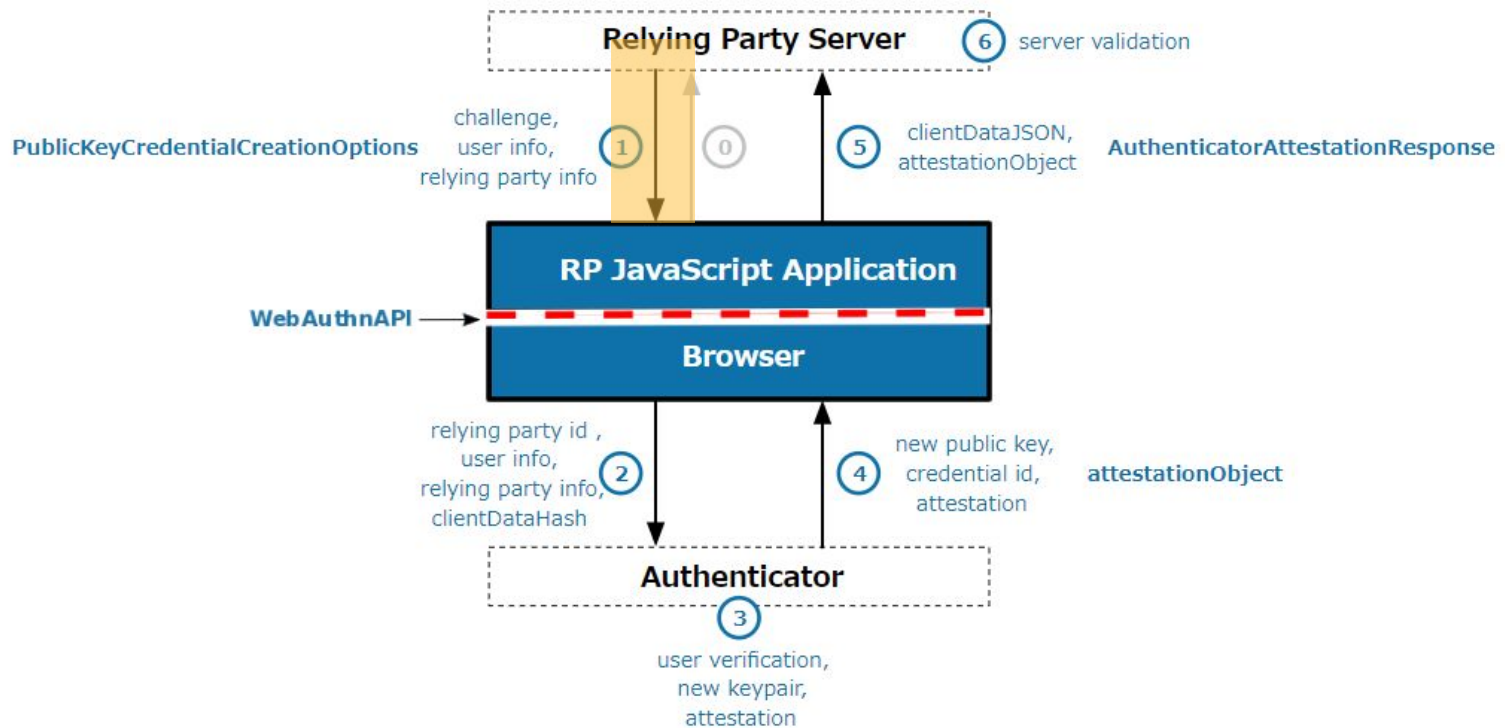 Relying Party Server
6 server validation
PublicKeyCredentialCreationOptions
challenge,
user info,
relying party info
1
0
5
clientDataJSON,
attestationObject
AuthenticatorAttestationResponse
RP JavaScript Application
WebAuthnAPI
Browser
relying party id ,
user info,
relying party info,
clientDataHash
2
4
new public key,
credential id,
attestation
attestationObject
Authenticator
3
user verification,
new keypair,
attestation